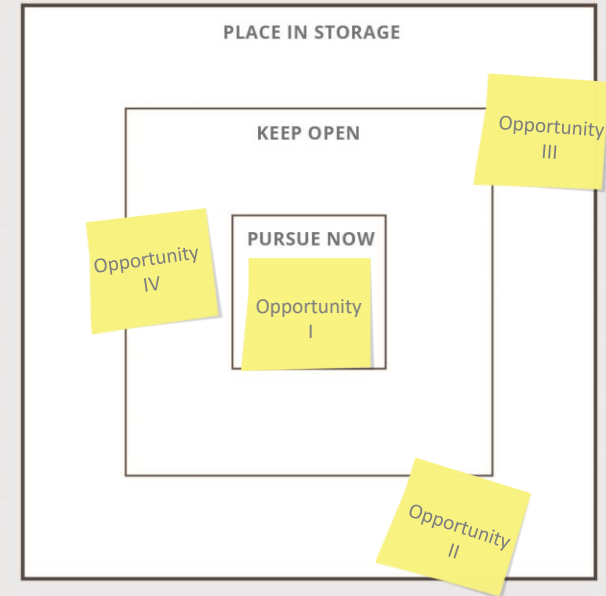 PLACE IN STORAGE
Opportunity
III
KEEP OPEN
PURSUE NOW
Opportunity
IV
Opportunity
I
Opportunity
II